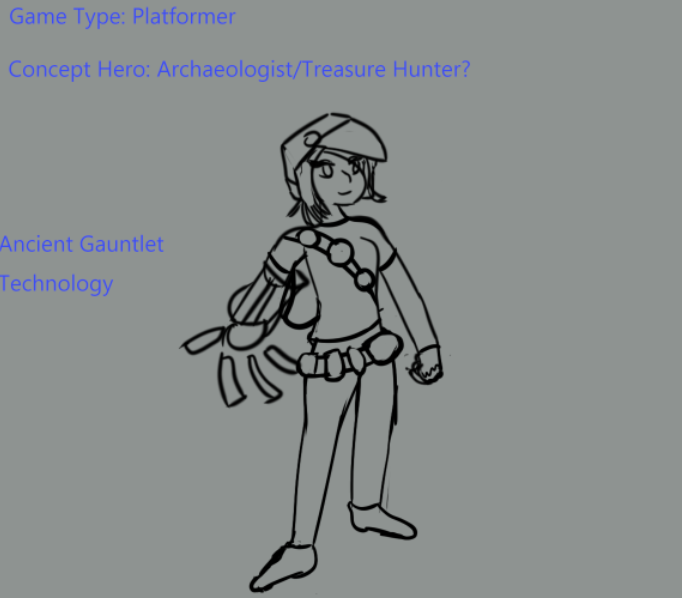 Game Type: Platformer
Concept Hero: Archaeologist/Treasure Hunter?
Ancient Gauntlet
Technology